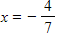 x = - 4/7